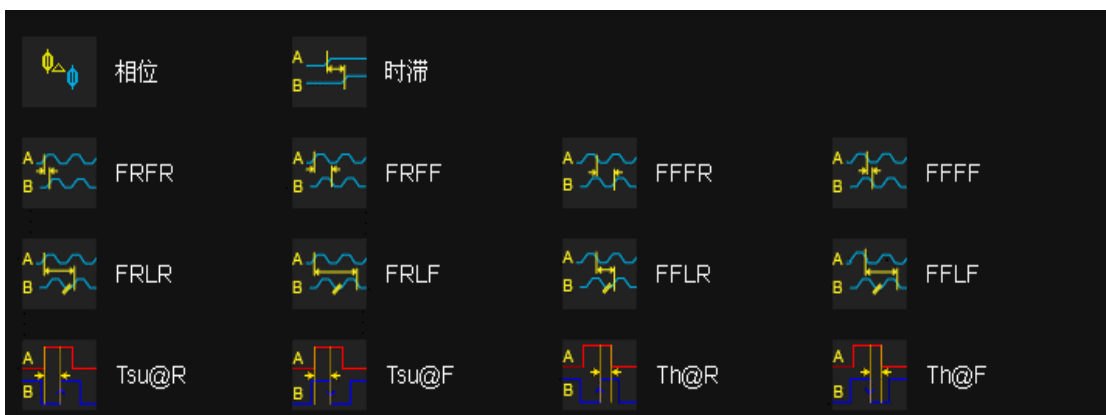 A B 相位 A B 时滞
A B FRFR A B FRFF A B FFFR A B FFFF
A B FRLR A B FRLF A B FFLR A B FFLF
A B Tsu@R A B Tsu@F A B Th@R A B Th@F